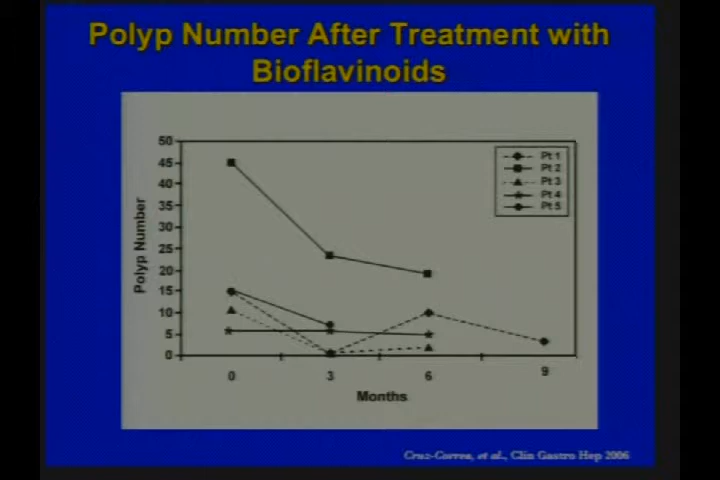 Polyp Number After Treatment with
Bioflavinoids
50
45
40
35
30
25
20
15
10
5
0
Polyp Number
Pt 1
Pt 2
Pt 3
Pt 4
Pt 5
0
3
6
9
Months
Cruz-Correa, et al., Clin Gastro Hep 2006